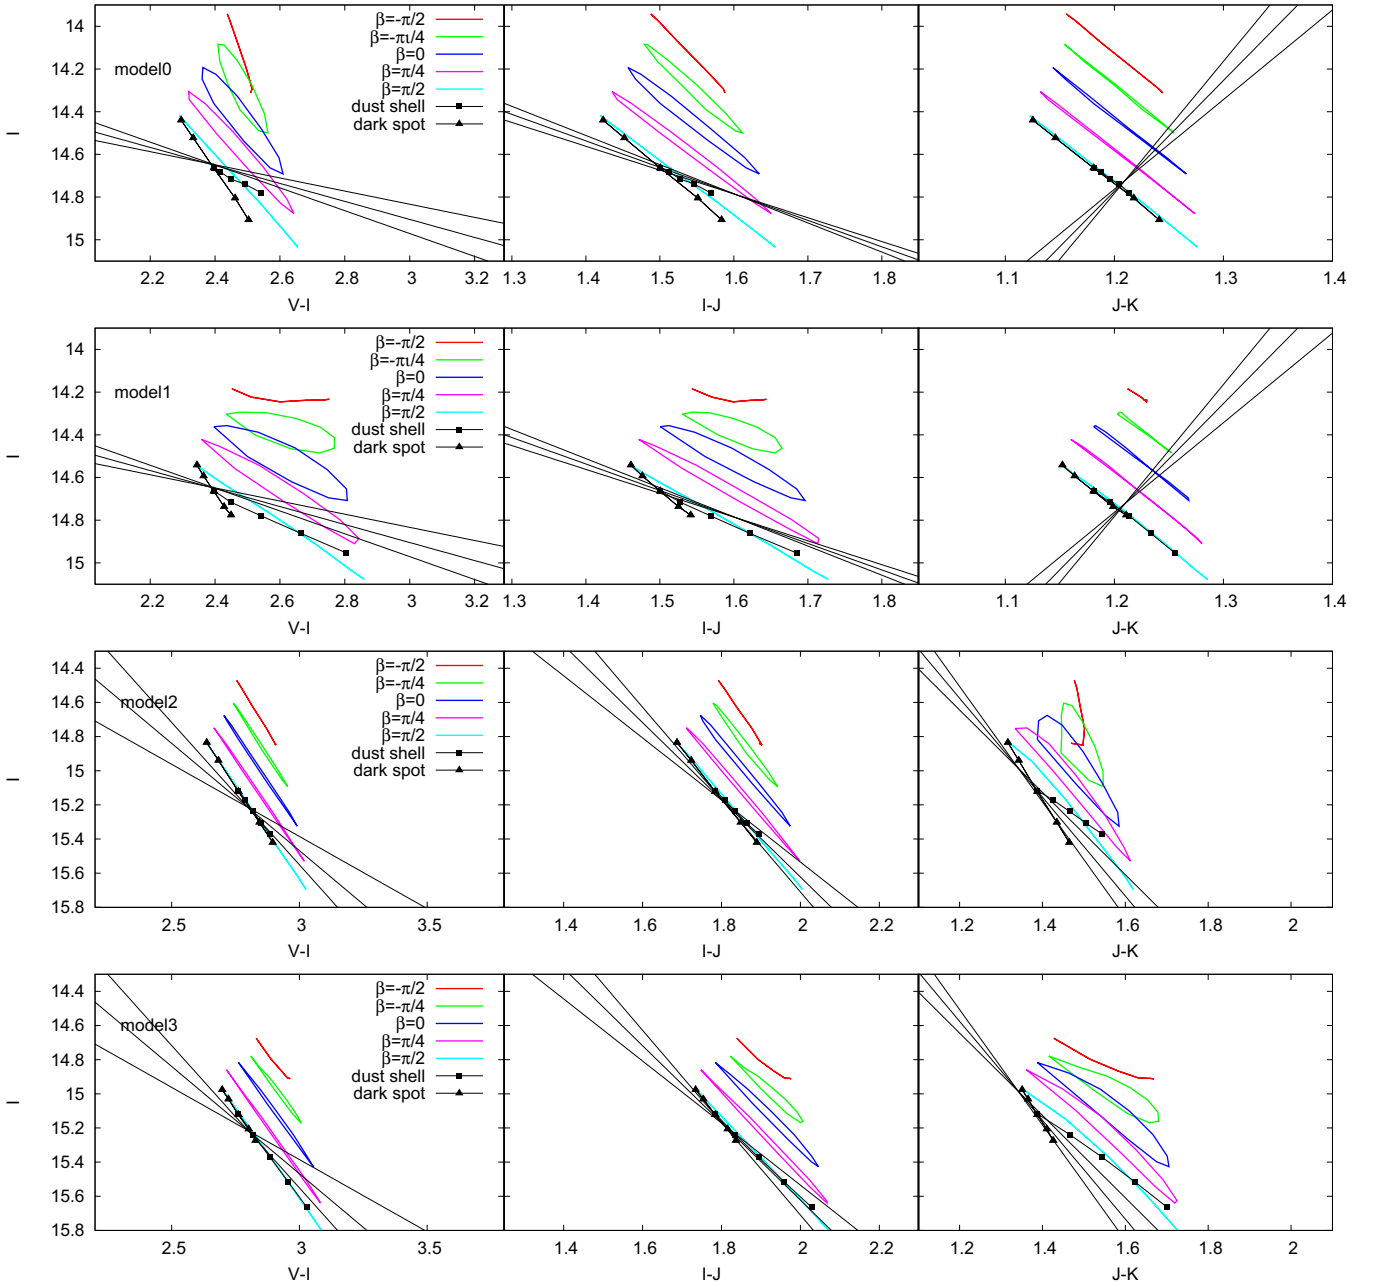 14
14.2
14.4
14.6
14.8
15
I
model0
β=-π/2
β=-πι/4
β=0
β=π/4
β=π/2
dust shell
dark spot
2.2 2.4 2.6 2.8 3 3.2
V-I
1.3 1.4 1.5 1.6 1.7 1.8
I-J
1.1 1.2 1.3 1.4
J-K
14
14.2
14.4
14.6
14.8
15
I
model1
β=-π/2
β=-πι/4
β=0
β=π/4
β=π/2
dust shell
dark spot
2.2 2.4 2.6 2.8 3 3.2
V-I
1.3 1.4 1.5 1.6 1.7 1.8
I-J
1.1 1.2 1.3 1.4
J-K
14.4
14.6
14.8
15
15.2
15.4
15.6
15.8
I
model2
β=-π/2
β=-π/4
β=0
β=π/4
β=π/2
dust shell
dark spot
2.5 3 3.5
V-I
1.4 1.6 1.8 2 2.2
I-J
1.2 1.4 1.6 1.8 2
J-K
14.4
14.6
14.8
15
15.2
15.4
15.6
15.8
I
model3
β=-π/2
β=-π/4
β=0
β=π/4
β=π/2
dust shell
dark spot
2.5 3 3.5
V-I
1.4 1.6 1.8 2 2.2
I-J
1.2 1.4 1.6 1.8 2
J-K